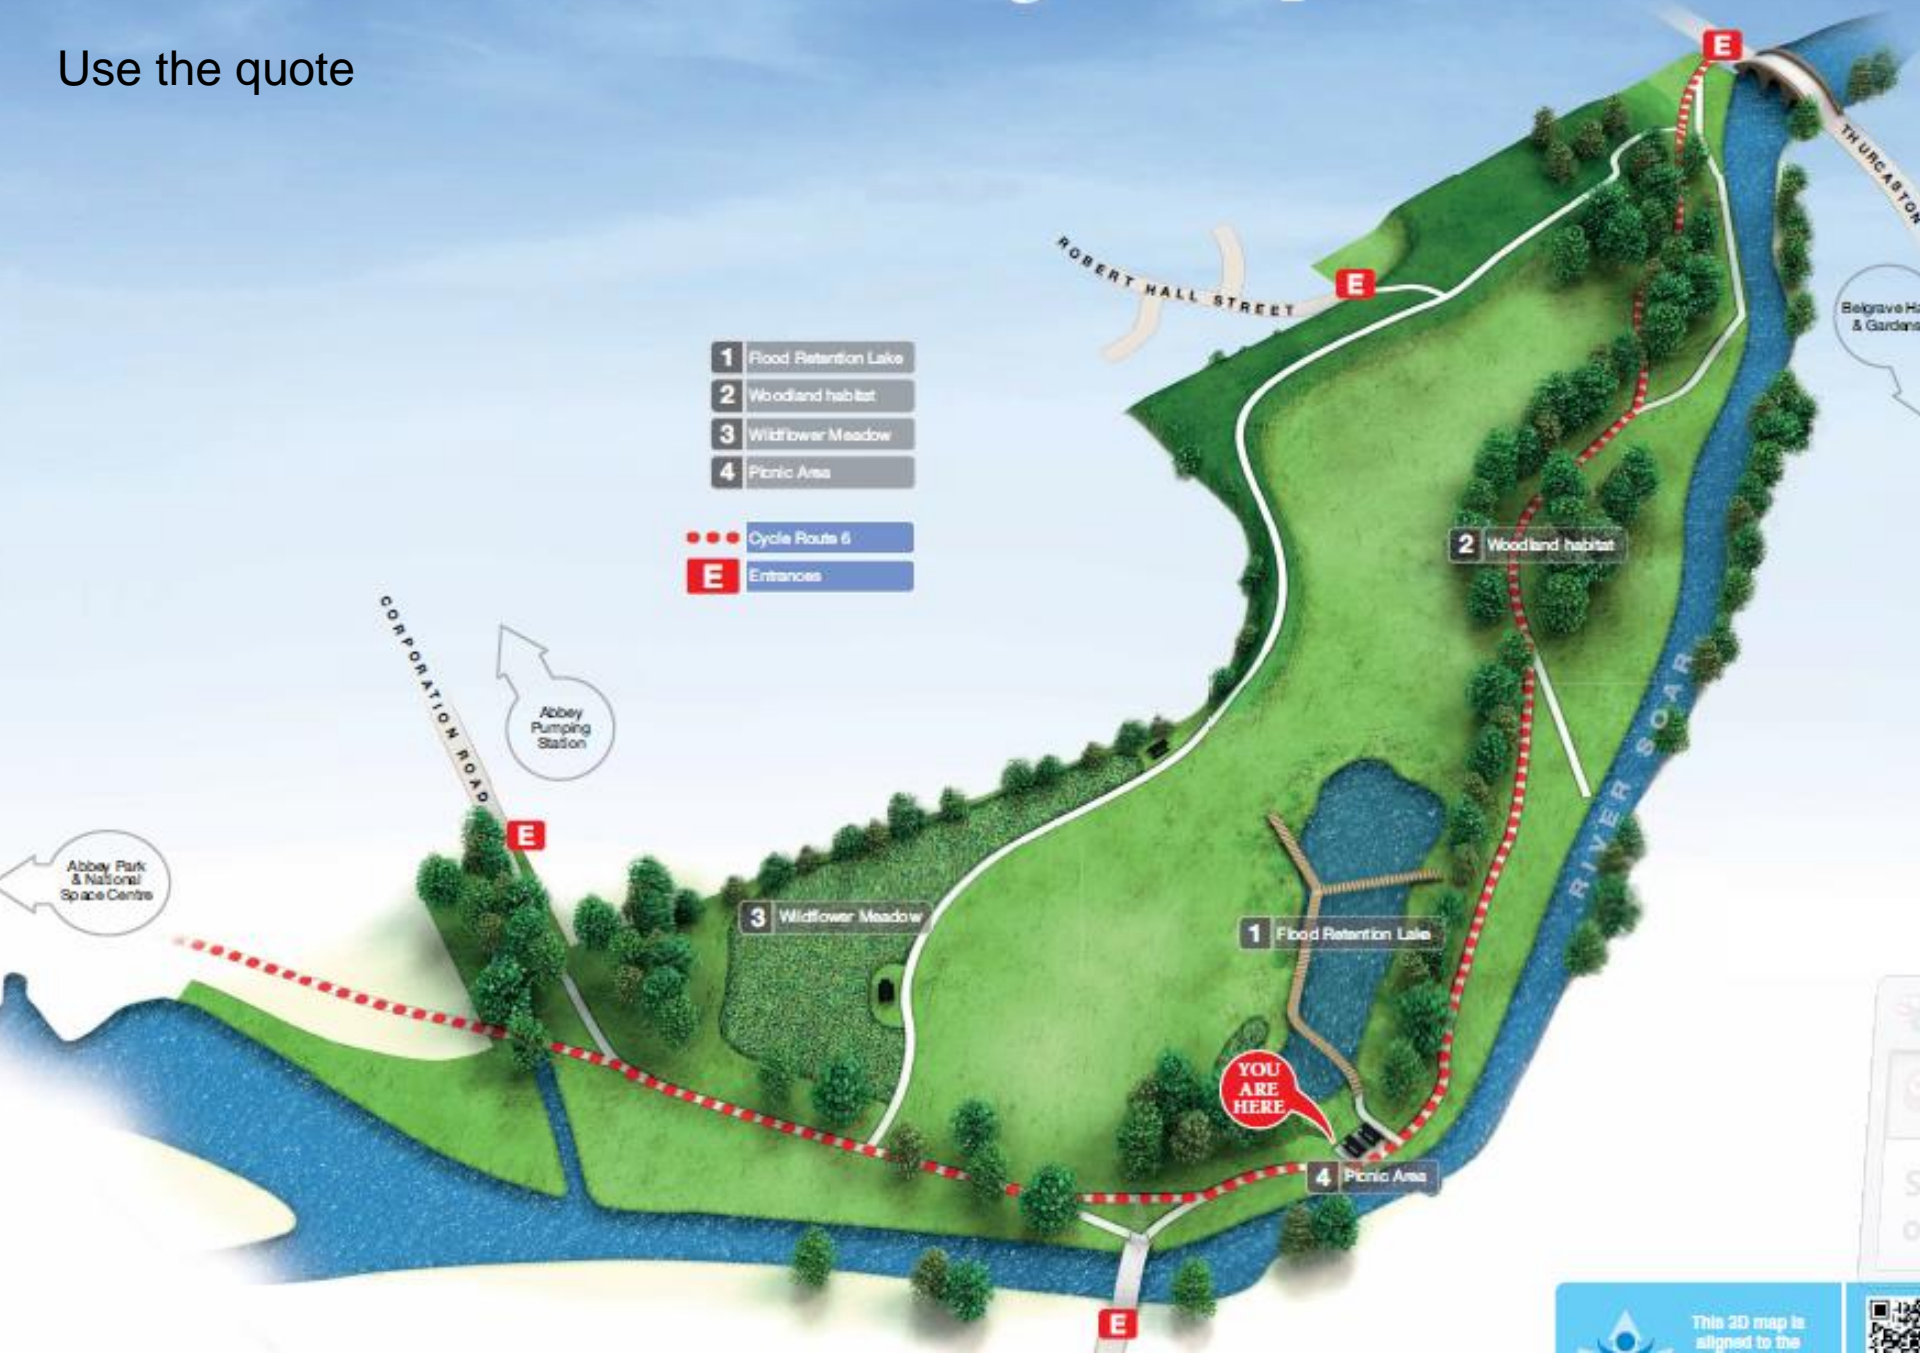 Use the quote
E
THURCASTON
ROBERT HALL STREET
E
Belgrave Ha
& Gardens
1 Flood Retention Lake
2 Woodland habitat
3 Wildflower Meadow
4 Picnic Area
Cycle Route 6
E Entrances
2 Woodland habitat
CORPORATION ROAD
Abbey
Pumping
Station
RIVER SOAR
E
Abbey Park
& National
Space Centre
3 Wildflower Meadow
1 Flood Retention Lake
YOU
ARE
HERE
4 Picnic Area
E
This 3D map is
aligned to the